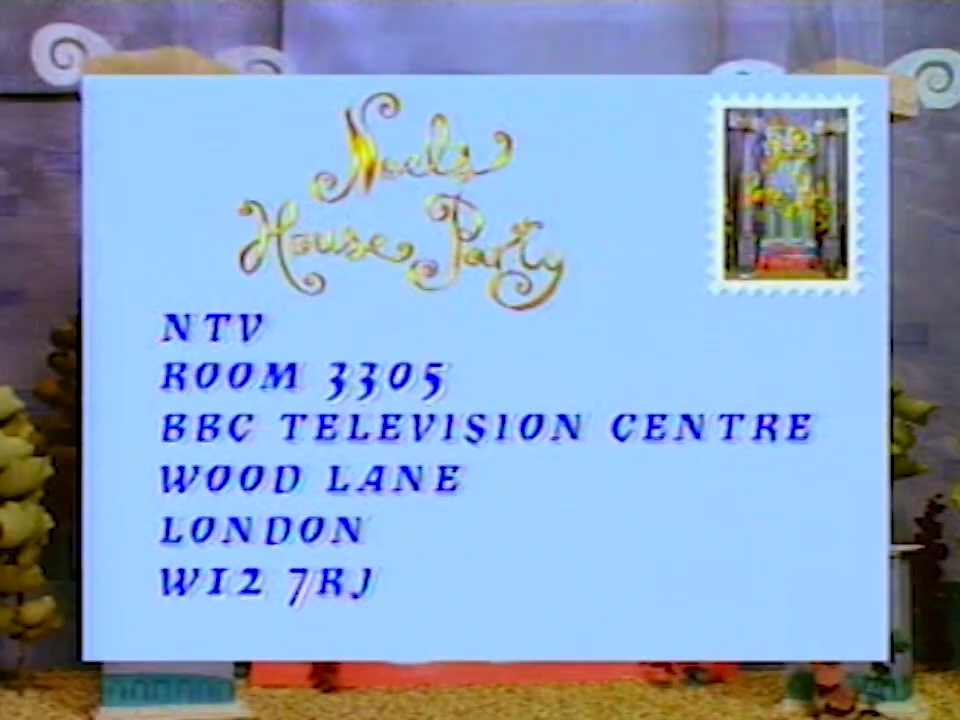 Noel's
House Party
NTV
ROOM 3305
BBC TELEVISION CENTRE
WOOD LANE
LONDON
W12 7RJ